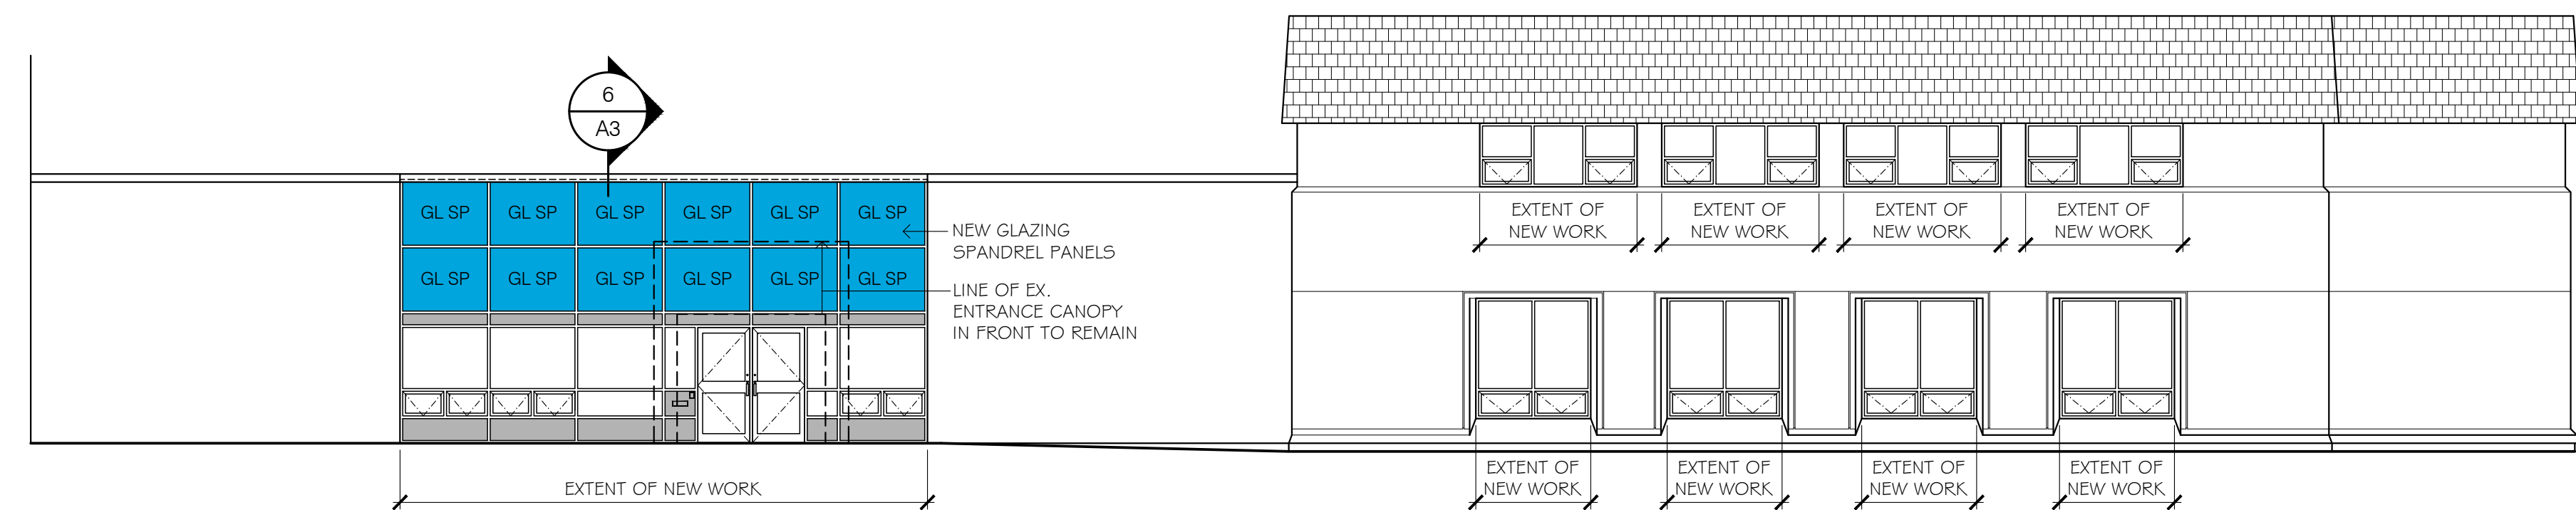 6
A3
GL SP GL SP GL SP GL SP GL SP GL SP
GL SP GL SP GL SP GL SP GL SP GL SP
NEW GLAZING
SPANDREL PANELS
LINE OF EX.
ENTRANCE CANOPY
IN FRONT TO REMAIN
EXTENT OF NEW WORK
EXTENT OF
NEW WORK
EXTENT OF
NEW WORK
EXTENT OF
NEW WORK
EXTENT OF
NEW WORK
EXTENT OF
NEW WORK
EXTENT OF
NEW WORK
EXTENT OF
NEW WORK
EXTENT OF
NEW WORK